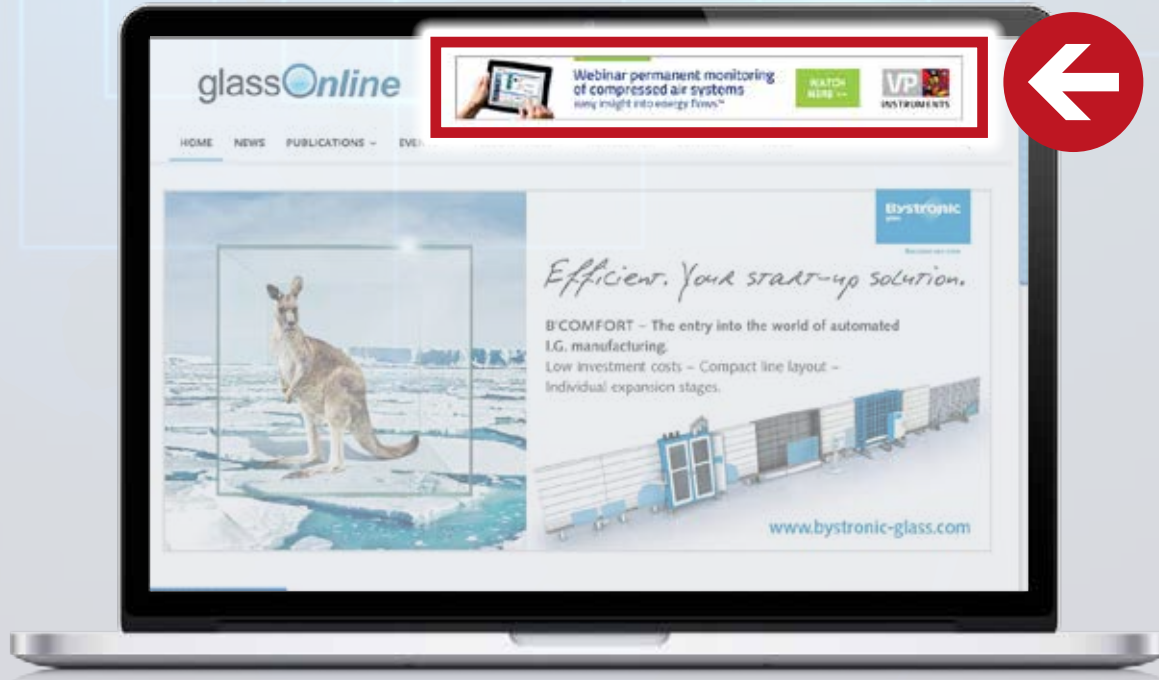 glassOnline
Webinar permanent monitoring
of compressed air systems
easy insight into energy flows™
WATCH
HERE
VP
INSTRUMENTS
HOME NEWS PUBLICATIONS
Bystronic
glass
Efficient. Your start-up solution.
B'COMFORT – The entry into the world of automated
I.G. manufacturing.
Low investment costs – Compact line layout –
Individual expansion stages.
www.bystronic-glass.com